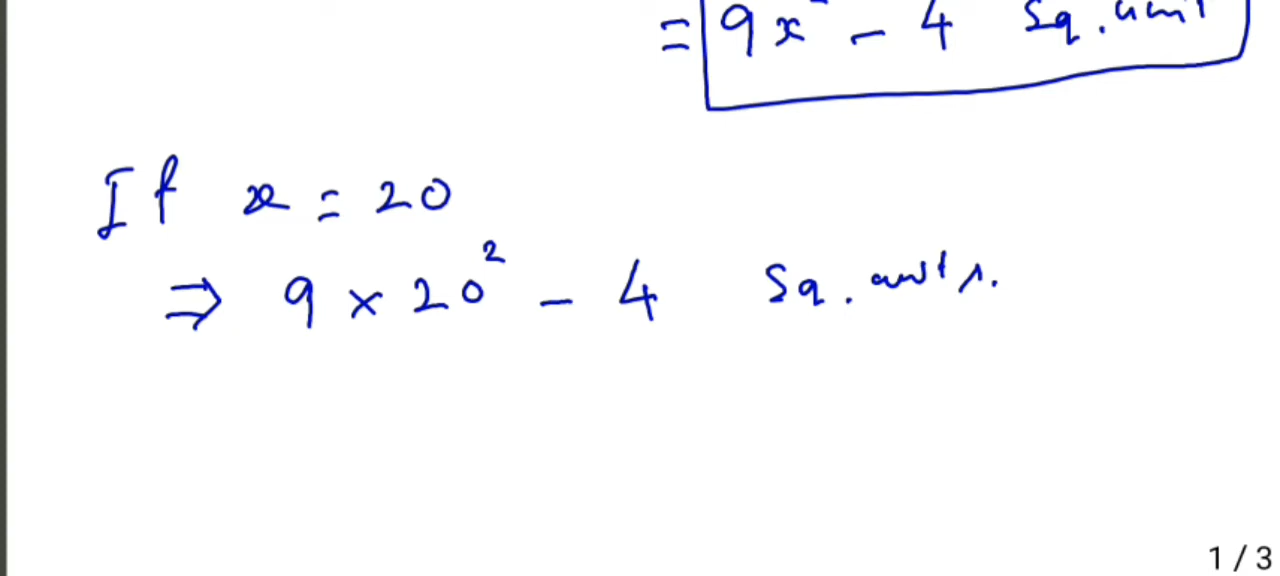 = 9x² - 4 Sq. unit
If x = 20
⇒ 9 × 20² - 4 Sq. units.
1 / 3